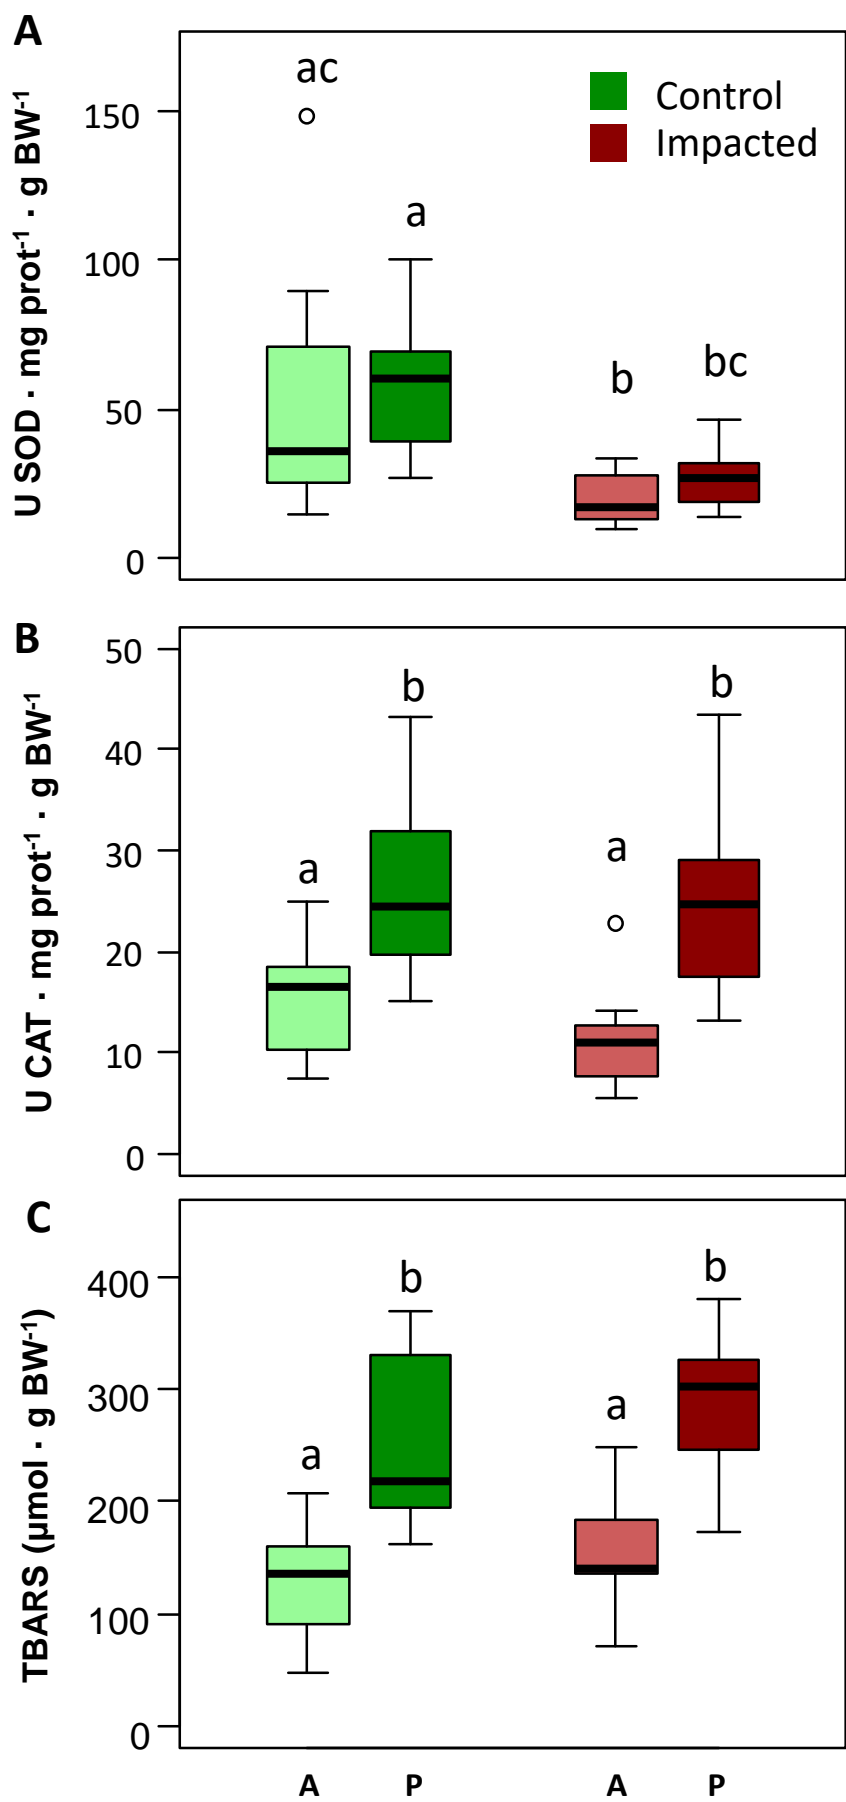 A
U SOD · mg prot⁻¹ · g BW⁻¹
150
100
50
0
ac
a
b
bc
Control
Impacted
B
U CAT · mg prot⁻¹ · g BW⁻¹
50
40
30
20
10
0
a
b
a
b
C
TBARS (µmol · g BW⁻¹)
400
300
200
100
0
a
b
a
b
A P A P